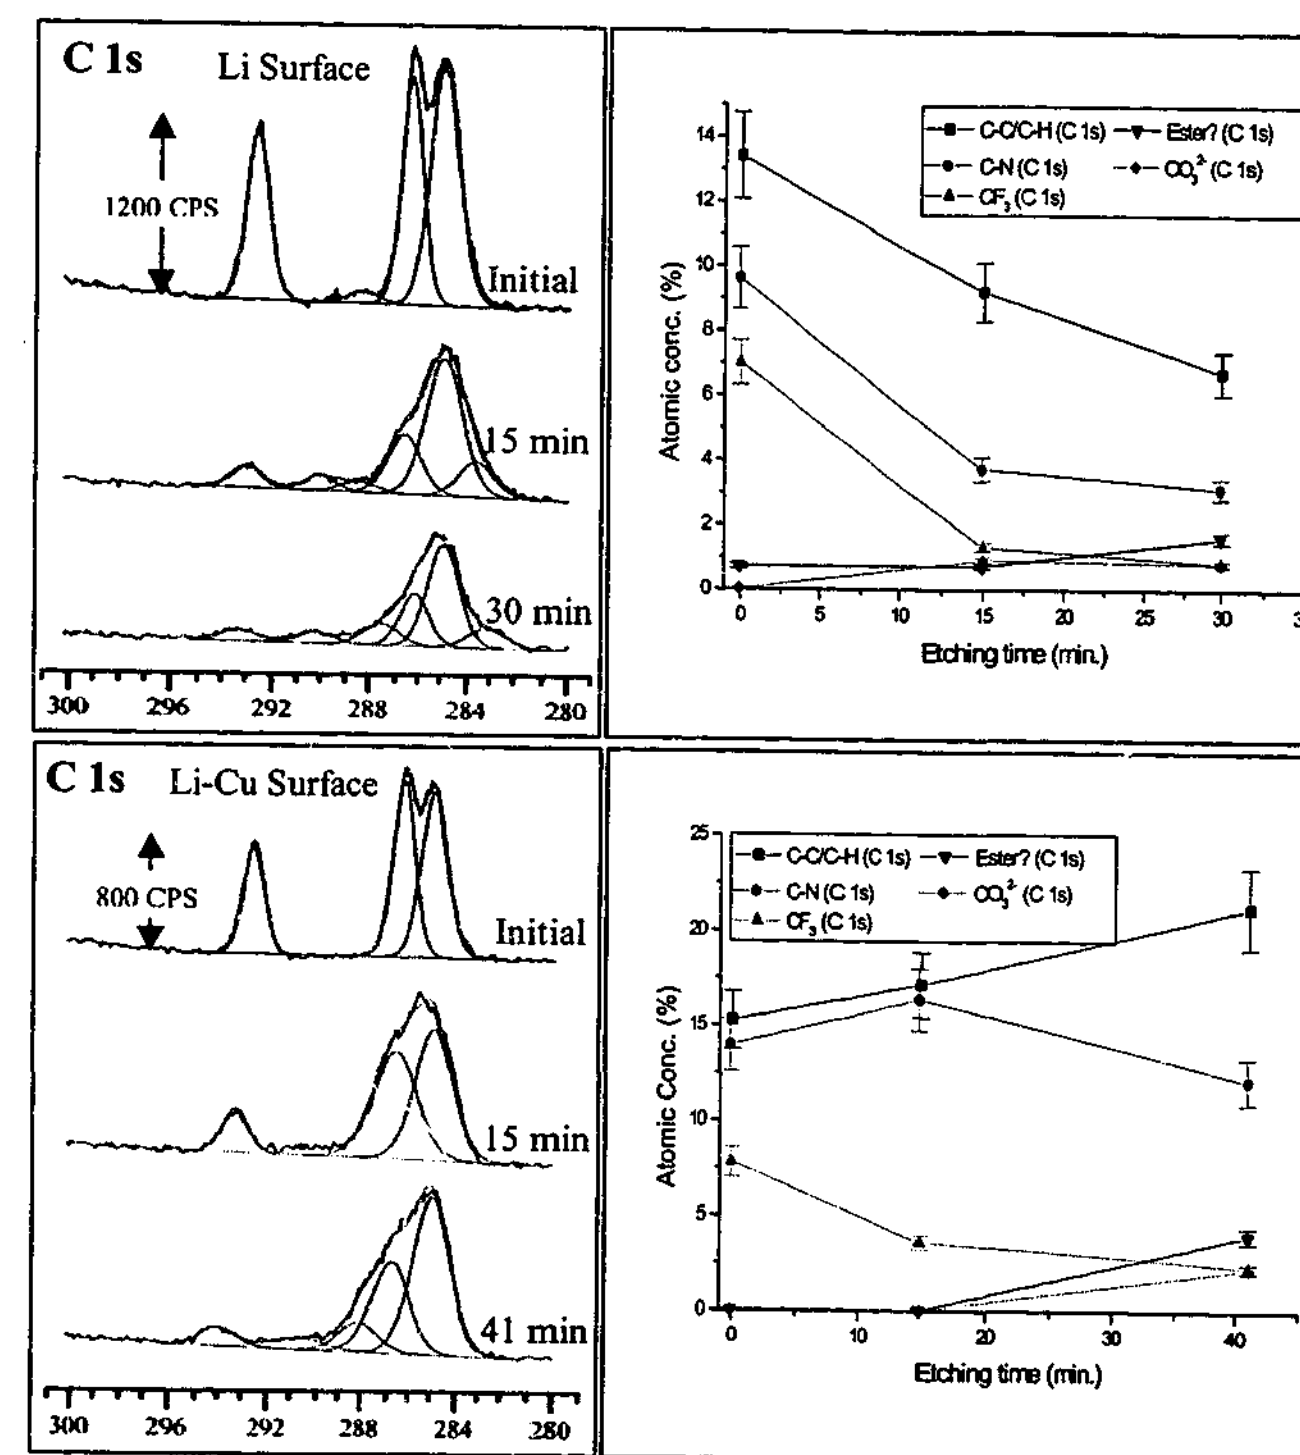 C 1s Li Surface
1200 CPS
Initial
15 min
30 min
300 296 292 288 284 280
C-C/C-H (C 1s) Ester? (C 1s)
C-N (C 1s) CO₃²⁻ (C 1s)
CF₃ (C 1s)
14
12
10
8
6
4
2
0
Atomic conc. (%)
0 5 10 15 20 25 30
Etching time (min.)
C 1s Li-Cu Surface
800 CPS
Initial
15 min
41 min
300 296 292 288 284 280
C-C/C-H (C 1s) Ester? (C 1s)
C-N (C 1s) CO₃²⁻ (C 1s)
CF₃ (C 1s)
25
20
15
10
5
0
Atomic Conc. (%)
0 10 20 30 40
Etching time (min.)